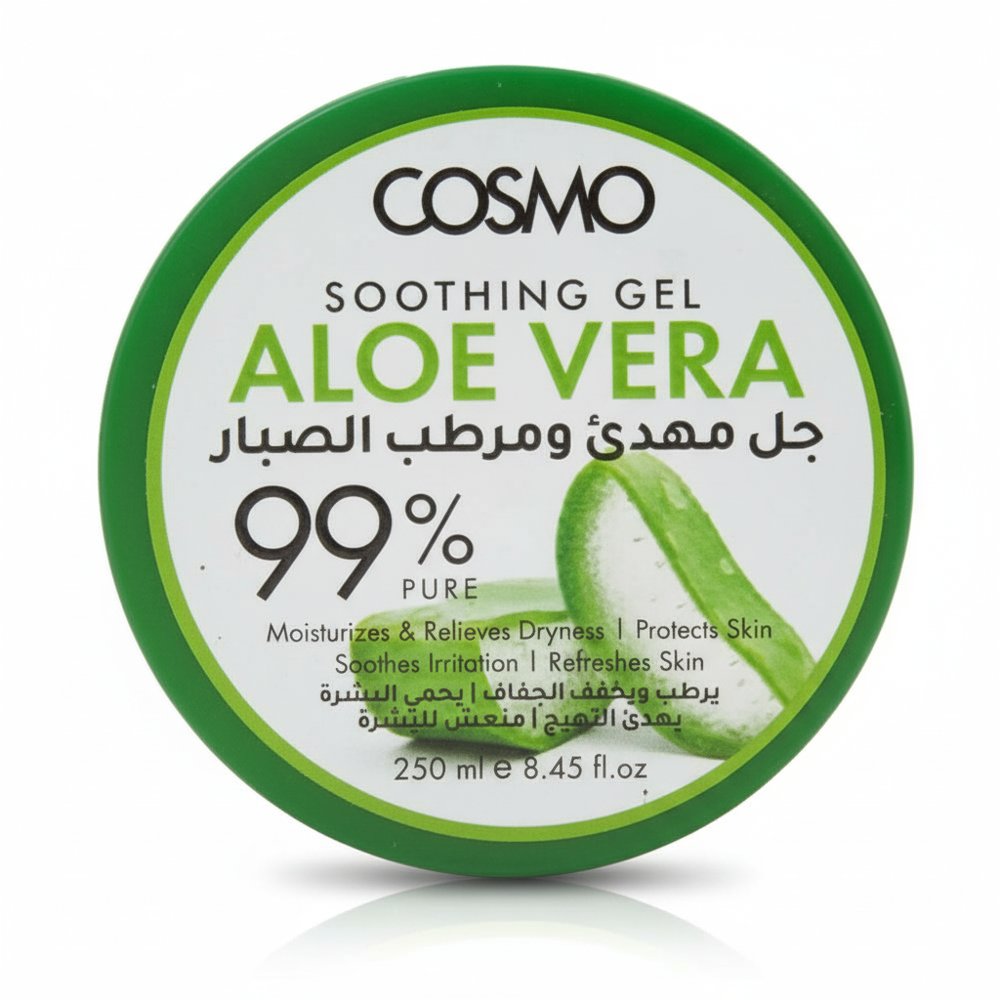 COSMO
SOOTHING GEL
ALOE VERA
جل مهدئ ومرطب الصبار
99%
PURE
Moisturizes & Relieves Dryness | Protects Skin
Soothes Irritation | Refreshes Skin
يرطب ويخفف الجفاف | يحمي البشرة
يهدئ التهيج | منعش للبشرة
250 ml e 8.45 fl.oz